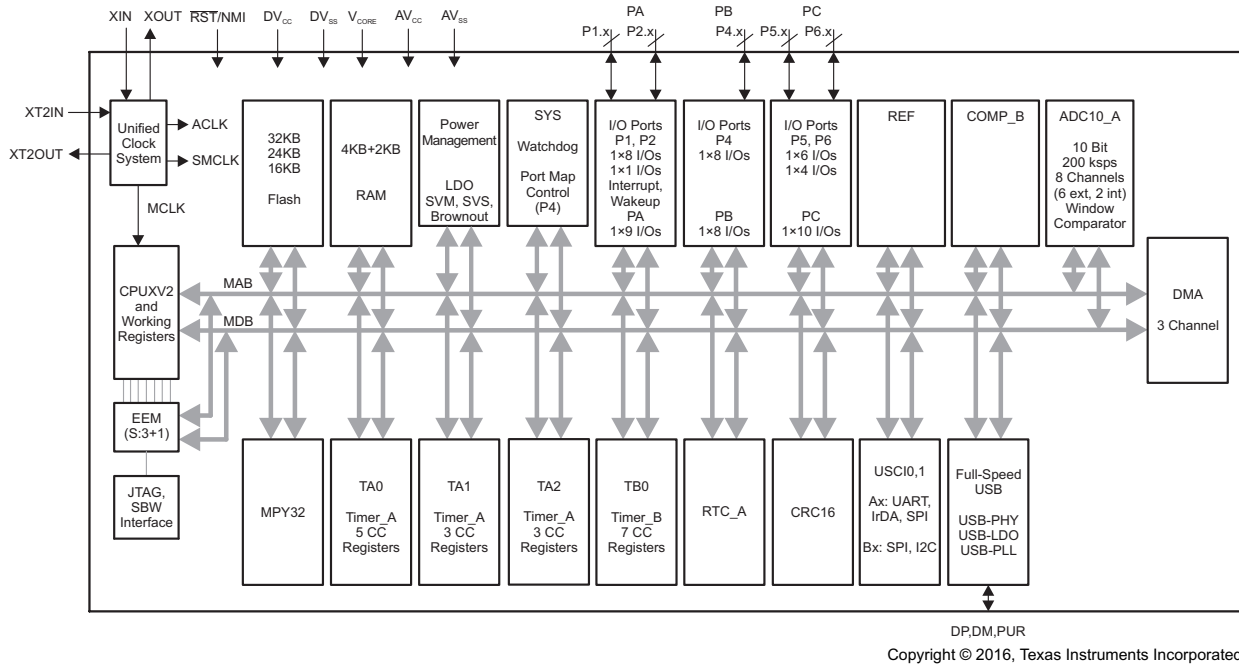 XIN
XOUT
RST/NMI
DVCC
DVSS
VCORE
AVCC
AVSS
PA
P1.x
P2.x
PB
P4.x
PC
P5.x
P6.x
XT2IN
XT2OUT
Unified
Clock
System
ACLK
SMCLK
MCLK
32KB
24KB
16KB
Flash
4KB+2KB
RAM
Power
Management
LDO
SVM, SVS,
Brownout
SYS
Watchdog
Port Map
Control
(P4)
I/O Ports
P1, P2
1×8 I/Os
1×1 I/Os
Interrupt,
Wakeup
PA
1×9 I/Os
I/O Ports
P4
1×8 I/Os
PB
1×8 I/Os
I/O Ports
P5, P6
1×6 I/Os
1×4 I/Os
PC
1×10 I/Os
REF
COMP_B
ADC10_A
10 Bit
200 ksps
8 Channels
(6 ext, 2 int)
Window
Comparator
CPUXV2
and
Working
Registers
MAB
MDB
DMA
3 Channel
EEM
(S:3+1)
JTAG,
SBW
Interface
MPY32
TA0
Timer_A
5 CC
Registers
TA1
Timer_A
3 CC
Registers
TA2
Timer_A
3 CC
Registers
TB0
Timer_B
7 CC
Registers
RTC_A
CRC16
USCI0,1
Ax: UART,
IrDA, SPI
Bx: SPI, I2C
Full-Speed
USB
USB-PHY
USB-LDO
USB-PLL
DP,DM,PUR
Copyright © 2016, Texas Instruments Incorporated